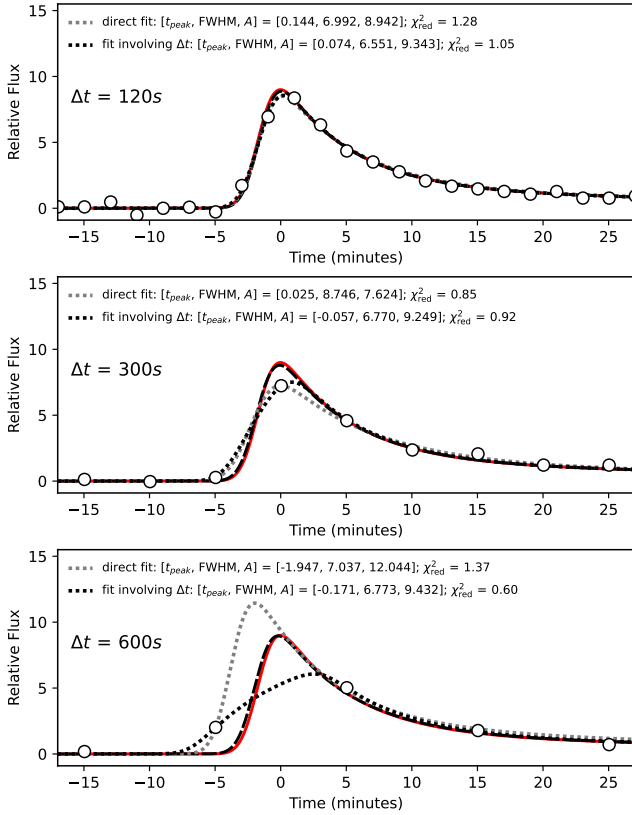 15
10
5
0
Relative Flux
direct fit: [t_peak, FWHM, A] = [0.144, 6.992, 8.942]; χ²_red = 1.28
fit involving Δt: [t_peak, FWHM, A] = [0.074, 6.551, 9.343]; χ²_red = 1.05
Δt = 120s
−15 −10 −5 0 5 10 15 20 25
Time (minutes)
15
10
5
0
Relative Flux
direct fit: [t_peak, FWHM, A] = [0.025, 8.746, 7.624]; χ²_red = 0.85
fit involving Δt: [t_peak, FWHM, A] = [-0.057, 6.770, 9.249]; χ²_red = 0.92
Δt = 300s
−15 −10 −5 0 5 10 15 20 25
Time (minutes)
15
10
5
0
Relative Flux
direct fit: [t_peak, FWHM, A] = [-1.947, 7.037, 12.044]; χ²_red = 1.37
fit involving Δt: [t_peak, FWHM, A] = [-0.171, 6.773, 9.432]; χ²_red = 0.60
Δt = 600s
−15 −10 −5 0 5 10 15 20 25
Time (minutes)